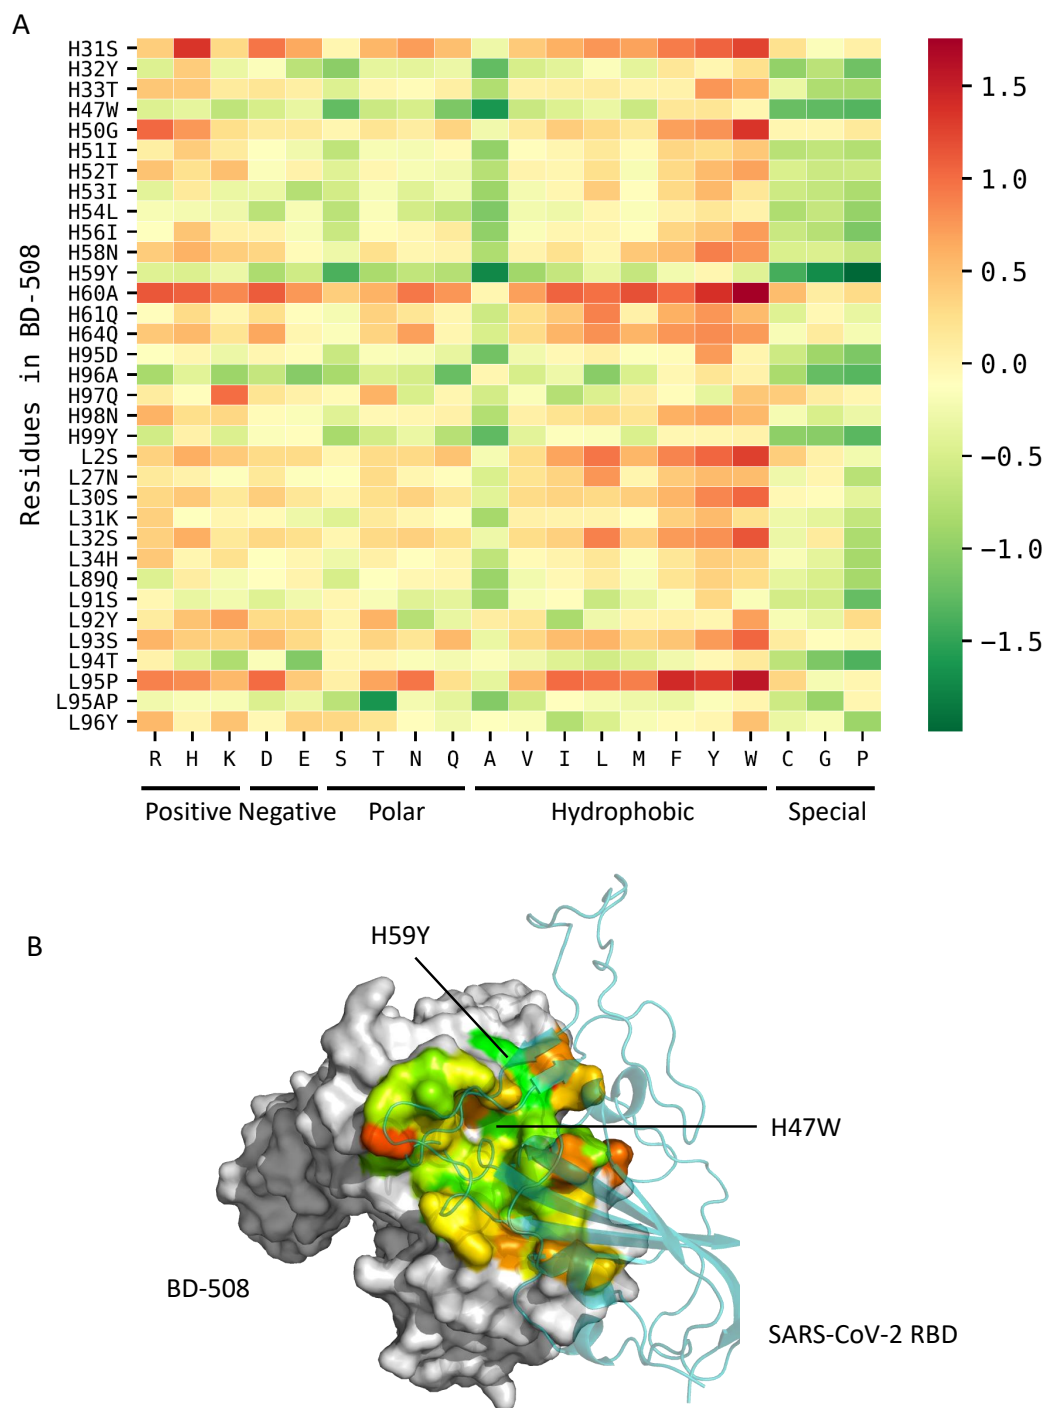 A
Residues in BD-508
H31S
H32Y
H33T
H47W
H50G
H51I
H52T
H53I
H54L
H56I
H58N
H59Y
H60A
H61Q
H64Q
H95D
H96A
H97Q
H98N
H99Y
L2S
L27N
L30S
L31K
L32S
L34H
L89Q
L91S
L92Y
L93S
L94T
L95P
L95AP
L96Y
R H K D E S T N Q A V I L M F Y W C G P
Positive Negative Polar Hydrophobic Special
1.5
1.0
0.5
0.0
−0.5
−1.0
−1.5
B
H59Y
H47W
BD-508
SARS-CoV-2 RBD